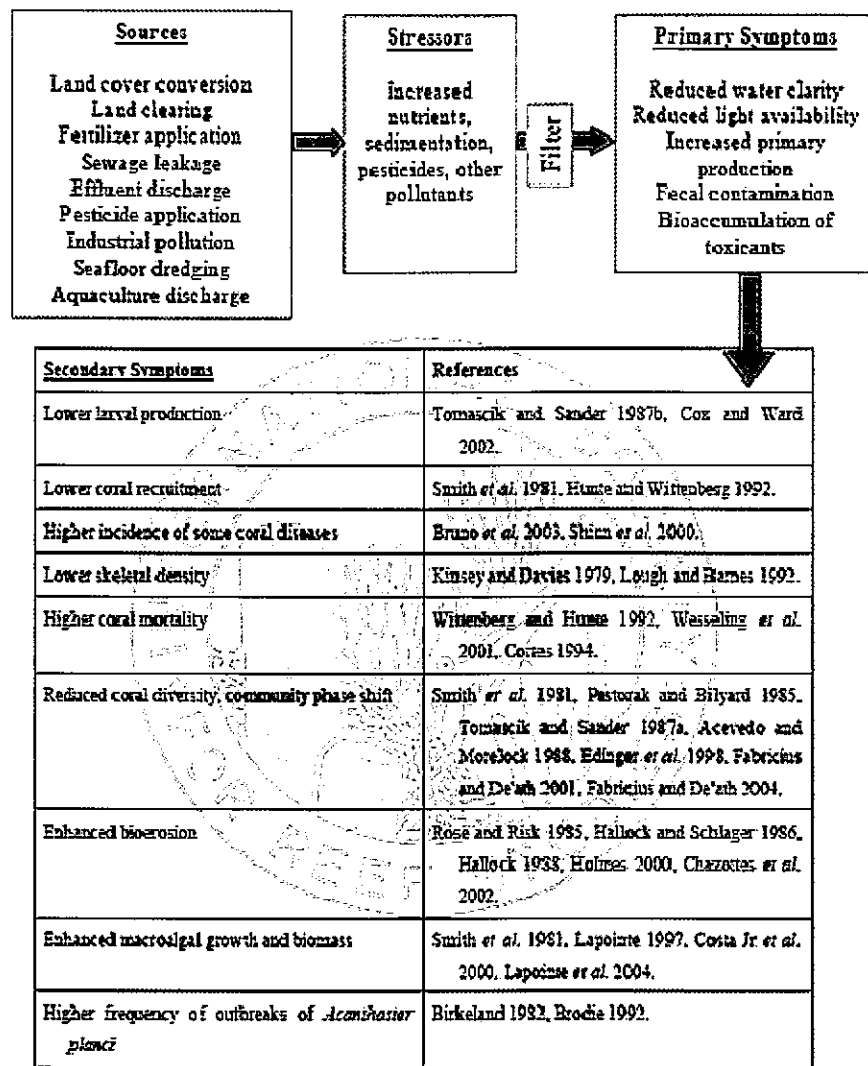 Sources
Land cover conversion
Land clearing
Fertilizer application
Sewage leakage
Effluent discharge
Pesticide application
Industrial pollution
Seafloor dredging
Aquaculture discharge
Stressors
Increased
nutrients,
sedimentation,
pesticides, other
pollutants
Filter
Primary Symptoms
Reduced water clarity
Reduced light availability
Increased primary
production
Fecal contamination
Bioaccumulation of
toxicants
Secondary Symptoms
References
Lower larval production
Tomascik and Sander 1987b, Cox and Ward
2002.
Lower coral recruitment
Smith et al. 1981, Hunte and Wittenberg 1992.
Higher incidence of some coral diseases
Bruno et al. 2003, Shinn et al. 2000.
Lower skeletal density
Kinsey and Davies 1979, Lough and Barnes 1992.
Higher coral mortality
Wittenberg and Hunte 1992, Wesseling et al.
2001, Cortes 1994.
Reduced coral diversity, community phase shift
Smith et al. 1981, Pastorak and Bilyard 1985,
Tomascik and Sander 1987a, Acevedo and
Morelock 1988, Edinger et al. 1998, Fabricius
and De'ath 2001, Fabricius and De'ath 2004.
Enhanced bioerosion
Rose and Risk 1985, Hallock and Schlager 1986,
Hallock 1988, Holmes 2000, Chazottes et al.
2002.
Enhanced macroalgal growth and biomass
Smith et al. 1981, Lapointe 1997, Costa Jr. et al.
2000, Lapointe et al. 2004.
Higher frequency of outbreaks of Acanthaster
planci
Birkeland 1982, Brodie 1992.